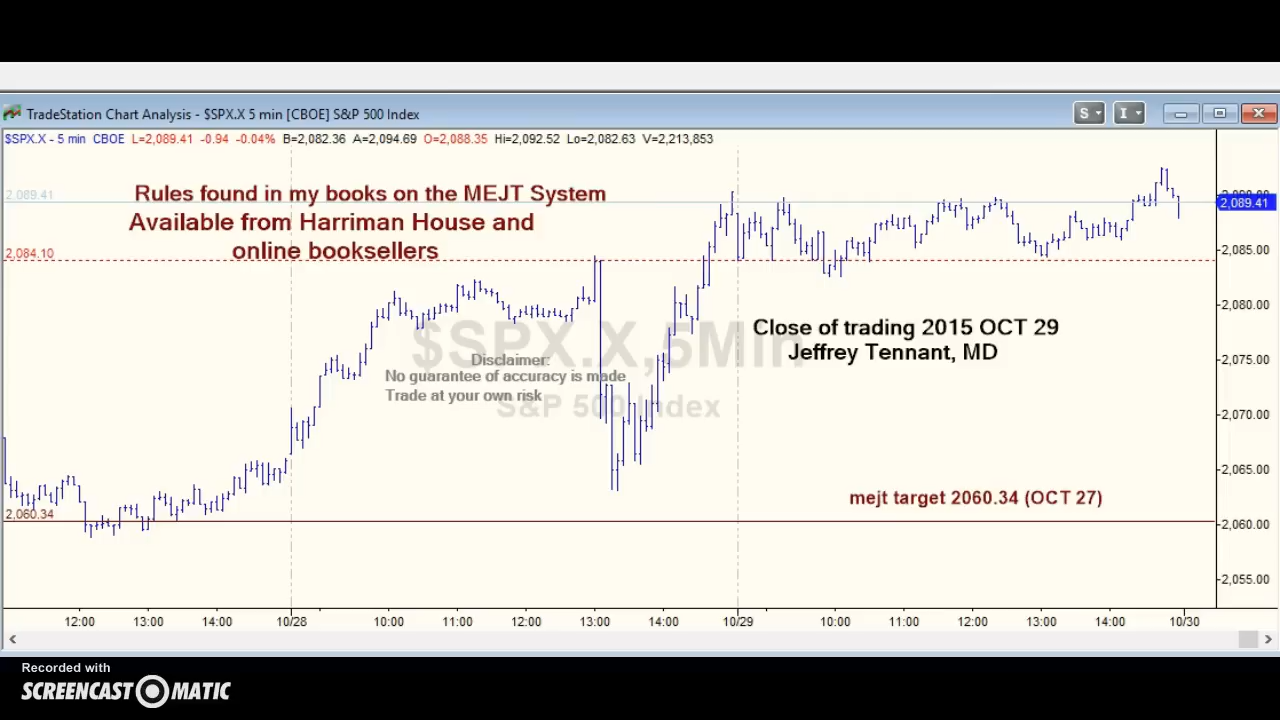 TradeStation Chart Analysis - $SPX.X 5 min [CBOE] S&P 500 Index
S I
$SPX.X - 5 min CBOE L=2,089.41 -0.94 -0.04% B=2,082.36 A=2,094.69 O=2,088.35 Hi=2,092.52 Lo=2,082.63 V=2,213,853
Rules found in my books on the MEJT System
2,089.41
2,089.41
Available from Harriman House and
online booksellers
2,084.10
2,085.00
2,080.00
Close of trading 2015 OCT 29
$SPX.X,5Min
Jeffrey Tennant, MD
Disclaimer:
2,075.00
No guarantee of accuracy is made
Trade at your own risk
S&P 500 Index
2,070.00
2,065.00
mejt target 2060.34 (OCT 27)
2,060.34
2,060.00
2,055.00
12:00 13:00 14:00 10/28 10:00 11:00 12:00 13:00 14:00 10/29 10:00 11:00 12:00 13:00 14:00 10/30
Recorded with
SCREENCAST MATIC